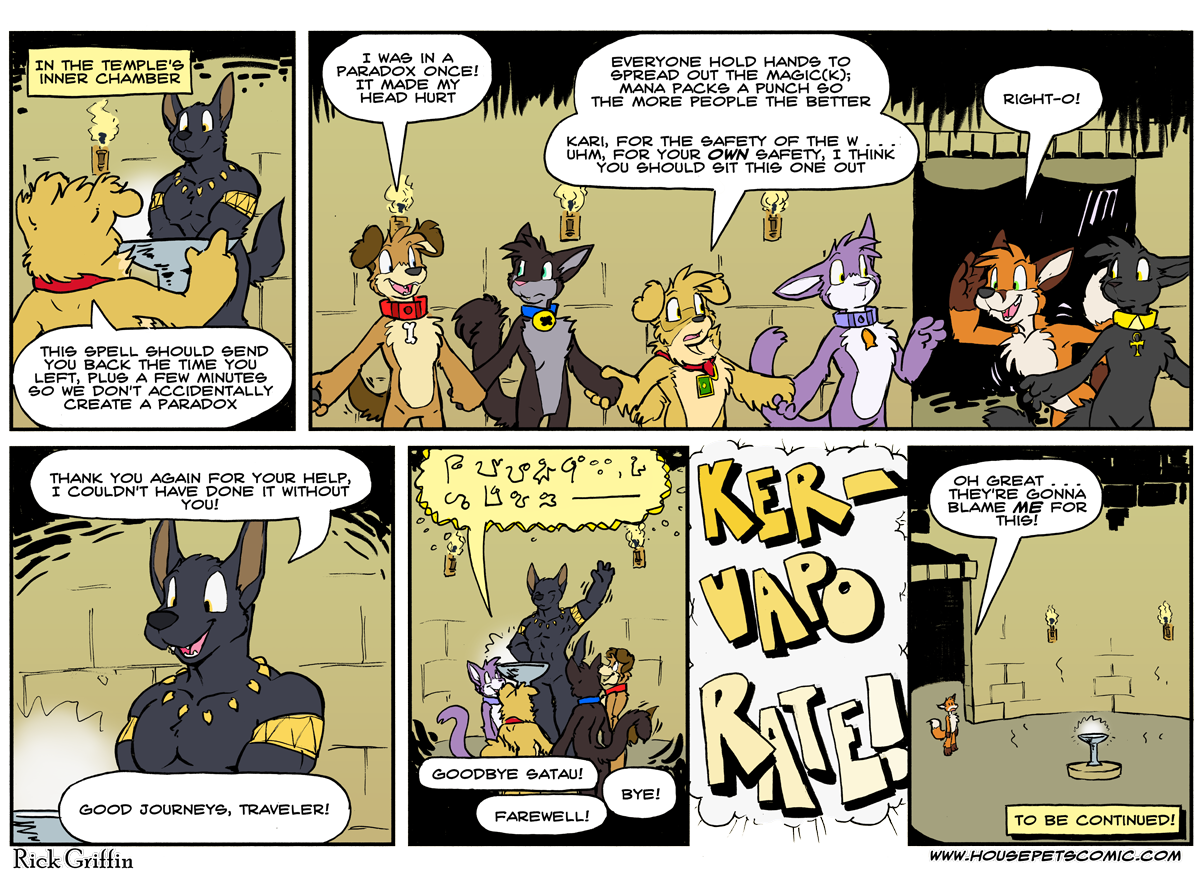 IN THE TEMPLE'S
INNER CHAMBER
THIS SPELL SHOULD SEND
YOU BACK THE TIME YOU
LEFT, PLUS A FEW MINUTES
SO WE DON'T ACCIDENTALLY
CREATE A PARADOX
I WAS IN A
PARADOX ONCE!
IT MADE MY
HEAD HURT
EVERYONE HOLD HANDS TO
SPREAD OUT THE MAGIC(K);
MANA PACKS A PUNCH SO
THE MORE PEOPLE THE BETTER
KARI, FOR THE SAFETY OF THE W . . .
UHM, FOR YOUR OWN SAFETY, I THINK
YOU SHOULD SIT THIS ONE OUT
RIGHT-O!
THANK YOU AGAIN FOR YOUR HELP,
I COULDN'T HAVE DONE IT WITHOUT
YOU!
GOOD JOURNEYS, TRAVELER!
GOODBYE SATAU!
BYE!
FAREWELL!
KER-
VAPO
RATE!
OH GREAT . . .
THEY'RE GONNA
BLAME ME FOR
THIS!
TO BE CONTINUED!
Rick Griffin
WWW.HOUSEPETSCOMIC.COM